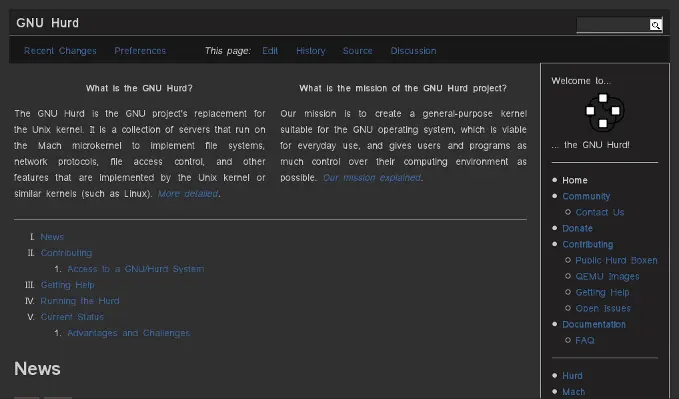 GNU Hurd
Recent Changes Preferences This page: Edit History Source Discussion
What is the GNU Hurd?
The GNU Hurd is the GNU project's replacement for
the Unix kernel. It is a collection of servers that run on
the Mach microkernel to implement file systems,
network protocols, file access control, and other
features that are implemented by the Unix kernel or
similar kernels (such as Linux). More detailed.
What is the mission of the GNU Hurd project?
Our mission is to create a general-purpose kernel
suitable for the GNU operating system, which is viable
for everyday use, and gives users and programs as
much control over their computing environment as
possible. Our mission explained.
I. News
II. Contributing
1. Access to a GNU/Hurd System
III. Getting Help
IV. Running the Hurd
V. Current Status
1. Advantages and Challenges
News
Welcome to...
... the GNU Hurd!
Home
Community
Contact Us
Donate
Contributing
Public Hurd Boxen
QEMU Images
Getting Help
Open Issues
Documentation
FAQ
Hurd
Mach